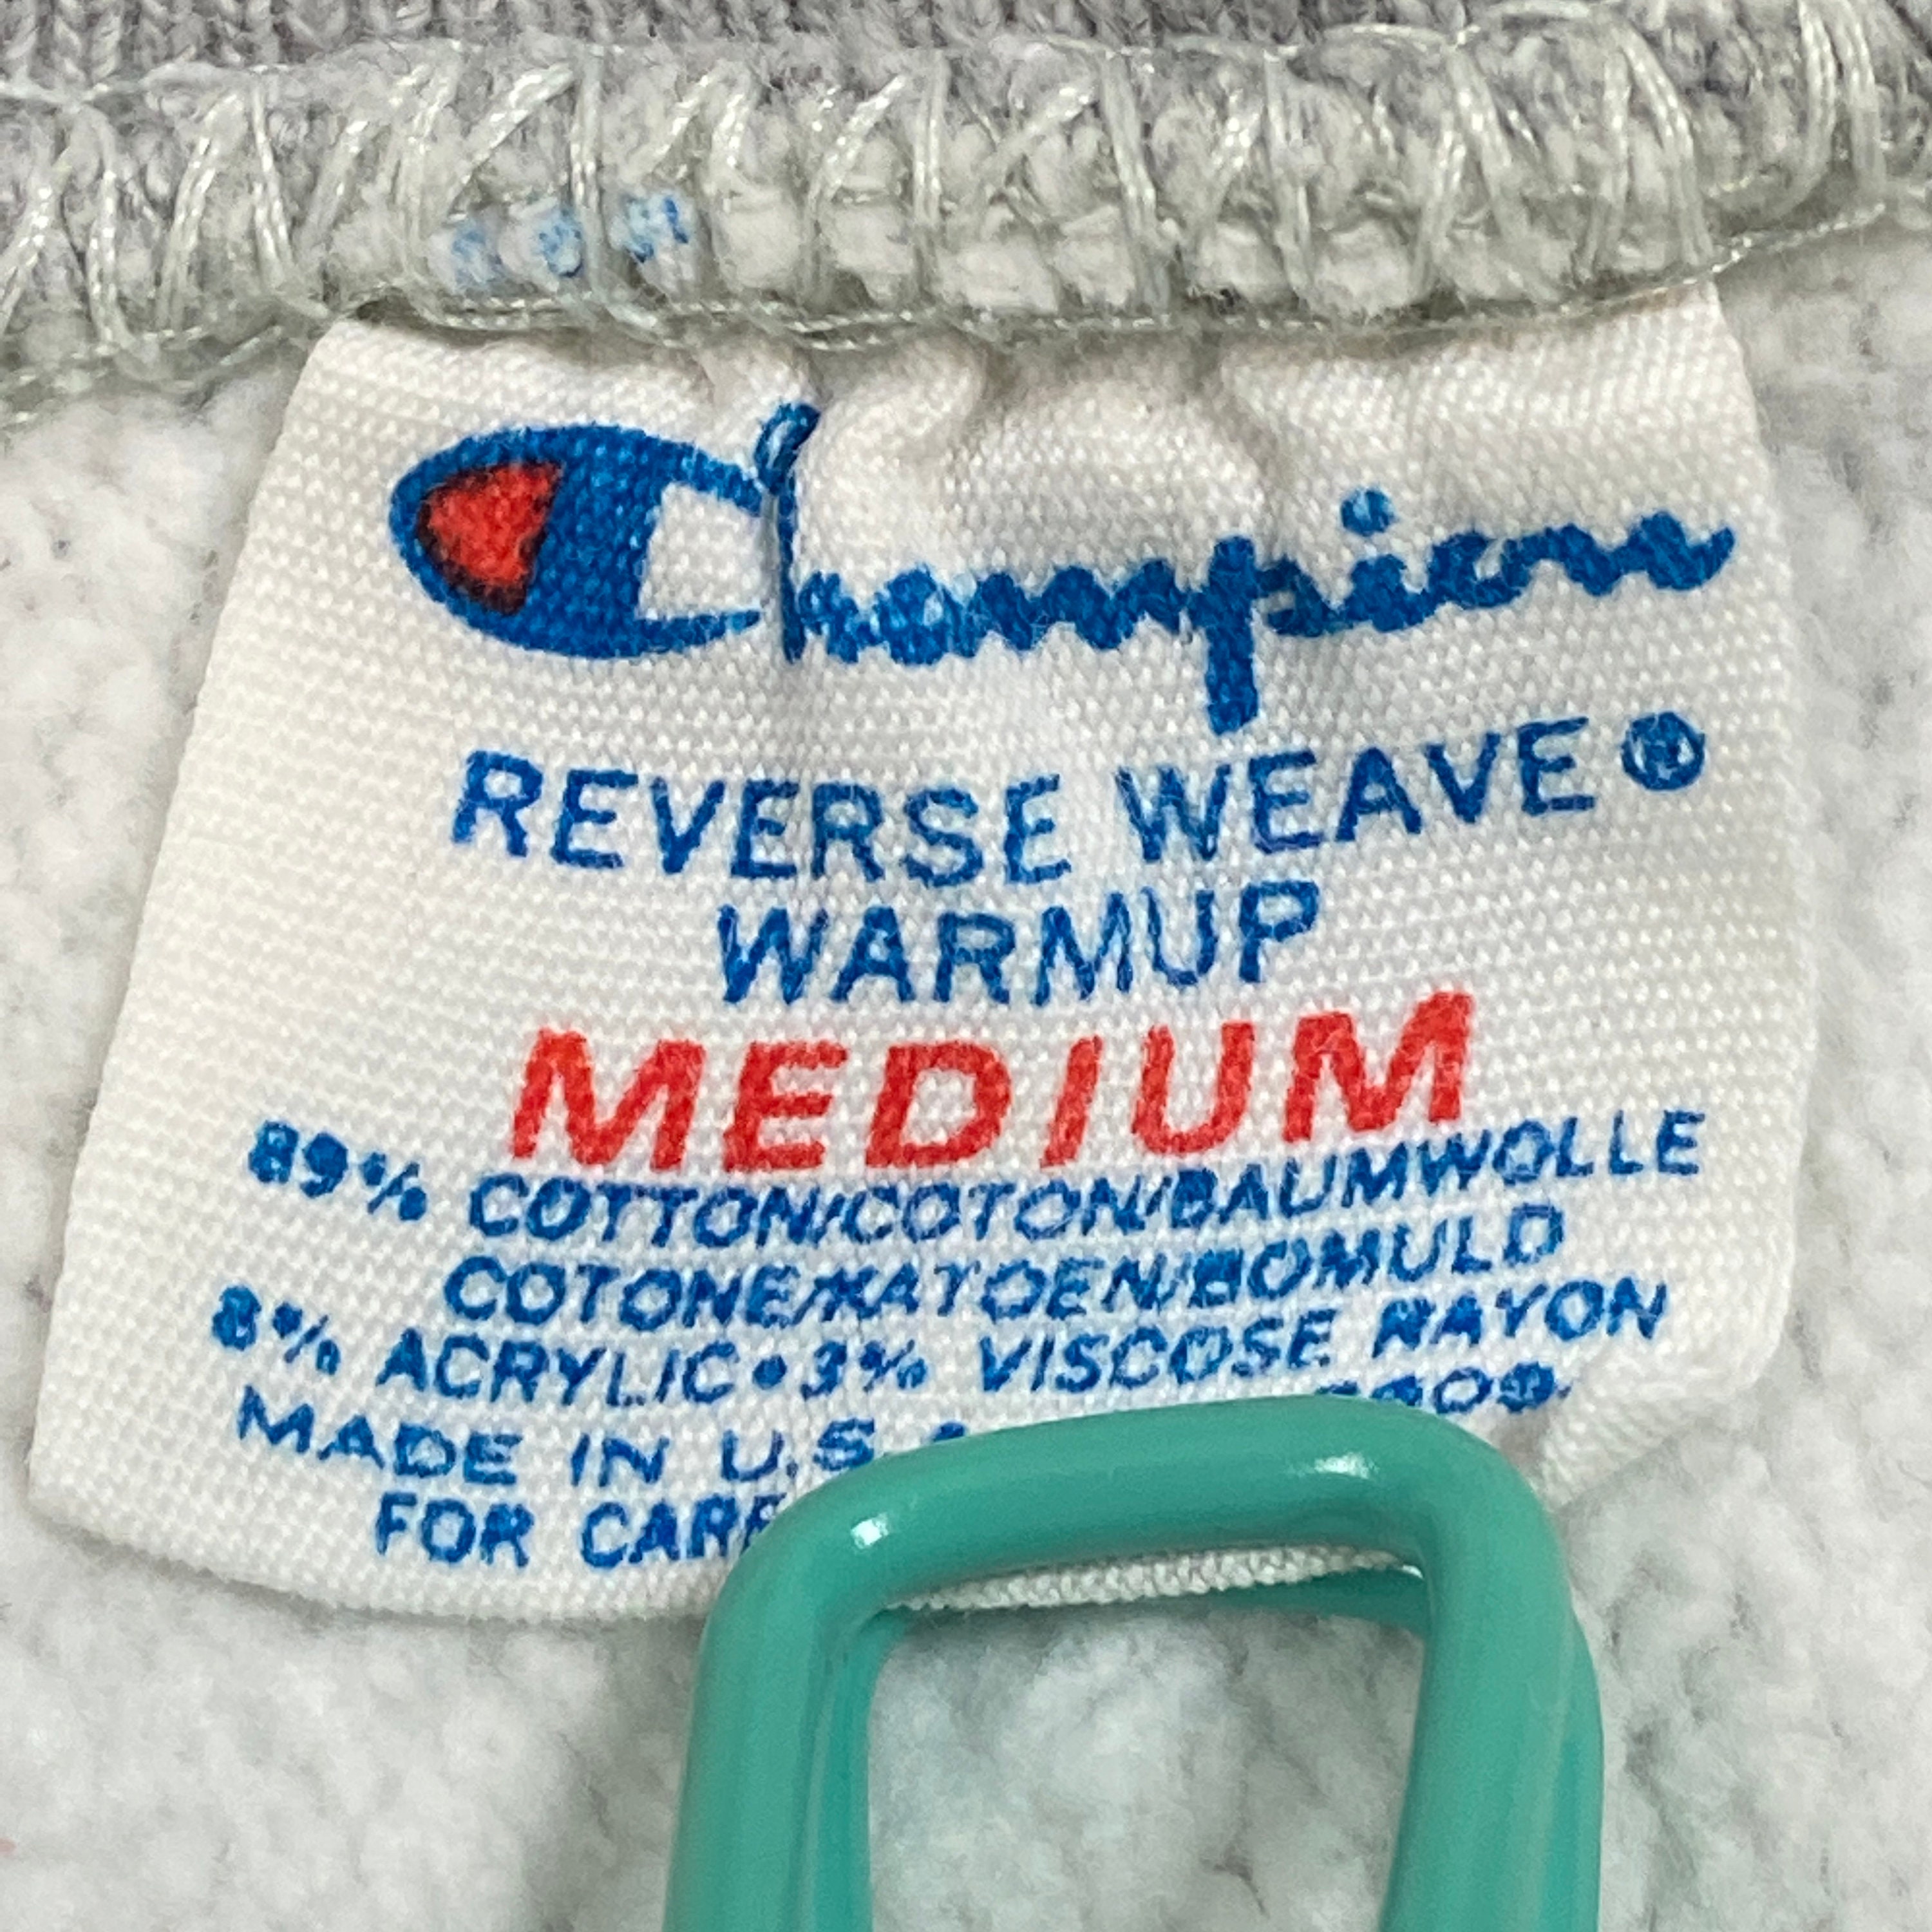 Champion
REVERSE WEAVE®
WARMUP
MEDIUM
89% COTTON/COTON/BAUMWOLLE
COTONE/KATOEN/BOMULD
8% ACRYLIC•3% VISCOSE RAYON
MADE IN U.S.
FOR CARE